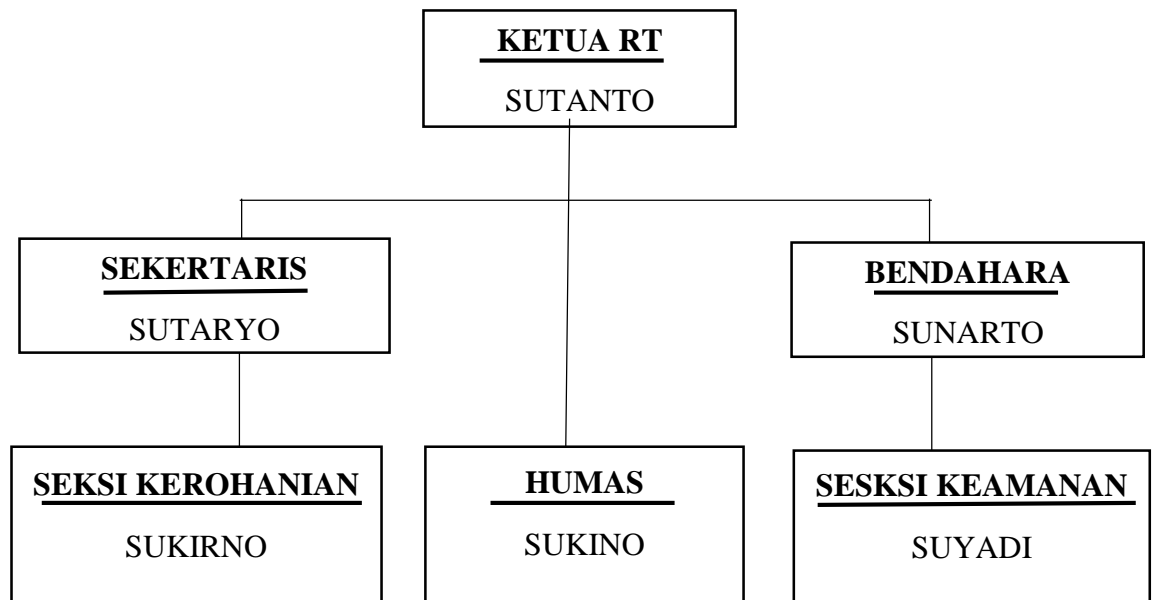 KETUA RT
SUTANTO
SEKERTARIS
SUTARYO
BENDAHARA
SUNARTO
SEKSI KEROHANIAN
SUKIRNO
HUMAS
SUKINO
SESKSI KEAMANAN
SUYADI